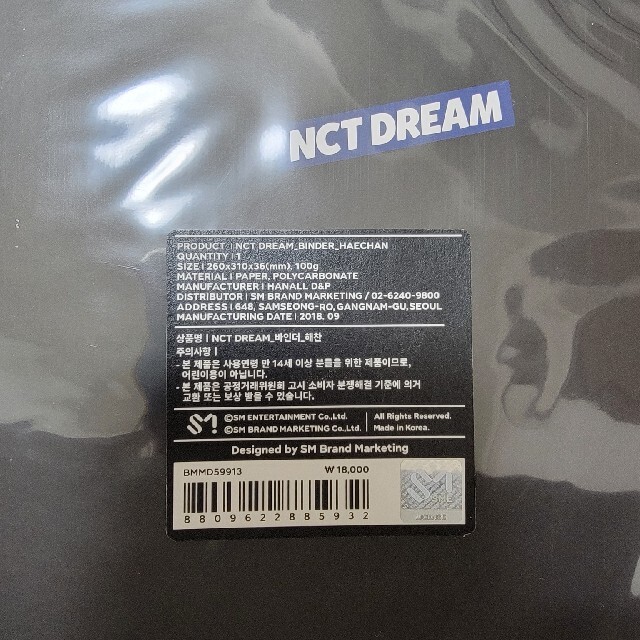 NCT DREAM
PRODUCT | NCT DREAM_BINDER_HAECHAN
QUANTITY | 1
SIZE | 260x310x36(mm), 100g
MATERIAL | PAPER, POLYCARBONATE
MANUFACTURER | HANALL D&P
DISTRIBUTOR | SM BRAND MARKETING / 02-6240-9800
ADDRESS | 648, SAMSEONG-RO, GANGNAM-GU, SEOUL
MANUFACTURING DATE | 2018. 09
상품명 | NCT DREAM_바인더_해찬
주의사항 |
- 본 제품은 사용연령 만 14세 이상 분들을 위한 제품이므로,
어린이용이 아닙니다.
- 본 제품은 공정거래위원회 고시 소비자 분쟁해결 기준에 의거
교환 또는 보상 받을 수 있습니다.
SM
©SM ENTERTAINMENT Co.,Ltd. | All Rights Reserved.
©SM BRAND MARKETING Co.,Ltd. | Made in Korea.
Designed by SM Brand Marketing
BMMD59913 ₩18,000
8809622885932
SM